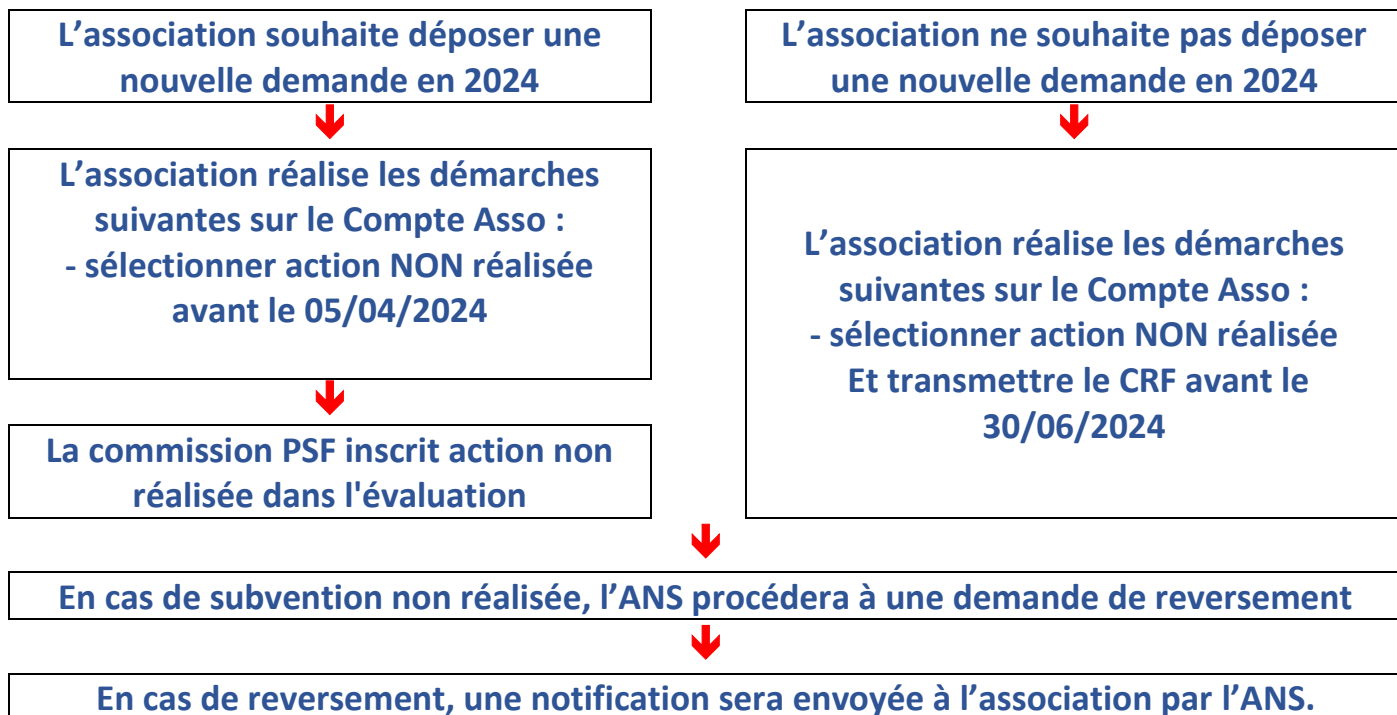 L’association souhaite déposer une
nouvelle demande en 2024
L’association réalise les démarches
suivantes sur le Compte Asso :
- sélectionner action NON réalisée
avant le 05/04/2024
La commission PSF inscrit action non
réalisée dans l'évaluation
L’association ne souhaite pas déposer
une nouvelle demande en 2024
L’association réalise les démarches
suivantes sur le Compte Asso :
- sélectionner action NON réalisée
Et transmettre le CRF avant le
30/06/2024
En cas de subvention non réalisée, l’ANS procédera à une demande de reversement
En cas de reversement, une notification sera envoyée à l’association par l’ANS.